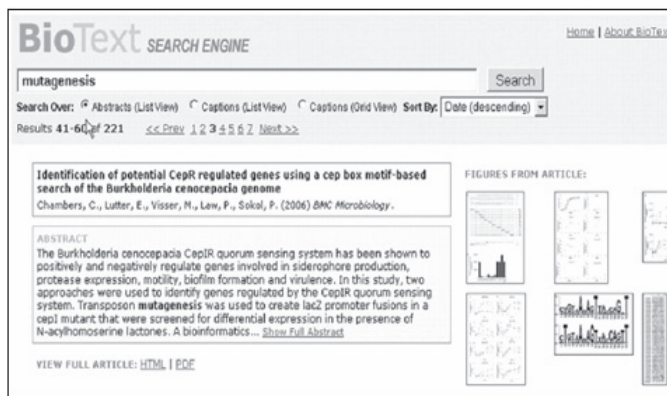 BioText SEARCH ENGINE
Home | About BioTex
mutagenesis
Search
Search Over: Abstracts (List View) Captions (List View) Captions (Grid View) Sort By: Date (descending)
Results 41-60 of 221 << Prev 1 2 3 4 5 6 7 Next >>
Identification of potential CepR regulated genes using a cep box motif-based
search of the Burkholderia cenocepacia genome
Chambers, C., Lutter, E., Visser, M., Law, P., Sokol, P. (2006) BMC Microbiology.
ABSTRACT
The Burkholderia cenocepacia CepIR quorum sensing system has been shown to
positively and negatively regulate genes involved in siderophore production,
protease expression, motility, biofilm formation and virulence. In this study, two
approaches were used to identify genes regulated by the CepIR quorum sensing
system. Transposon mutagenesis was used to create lacZ promoter fusions in a
cepI mutant that were screened for differential expression in the presence of
N-acylhomoserine lactones. A bioinformatics... Show Full Abstract
VIEW FULL ARTICLE: HTML | PDF
FIGURES FROM ARTICLE: